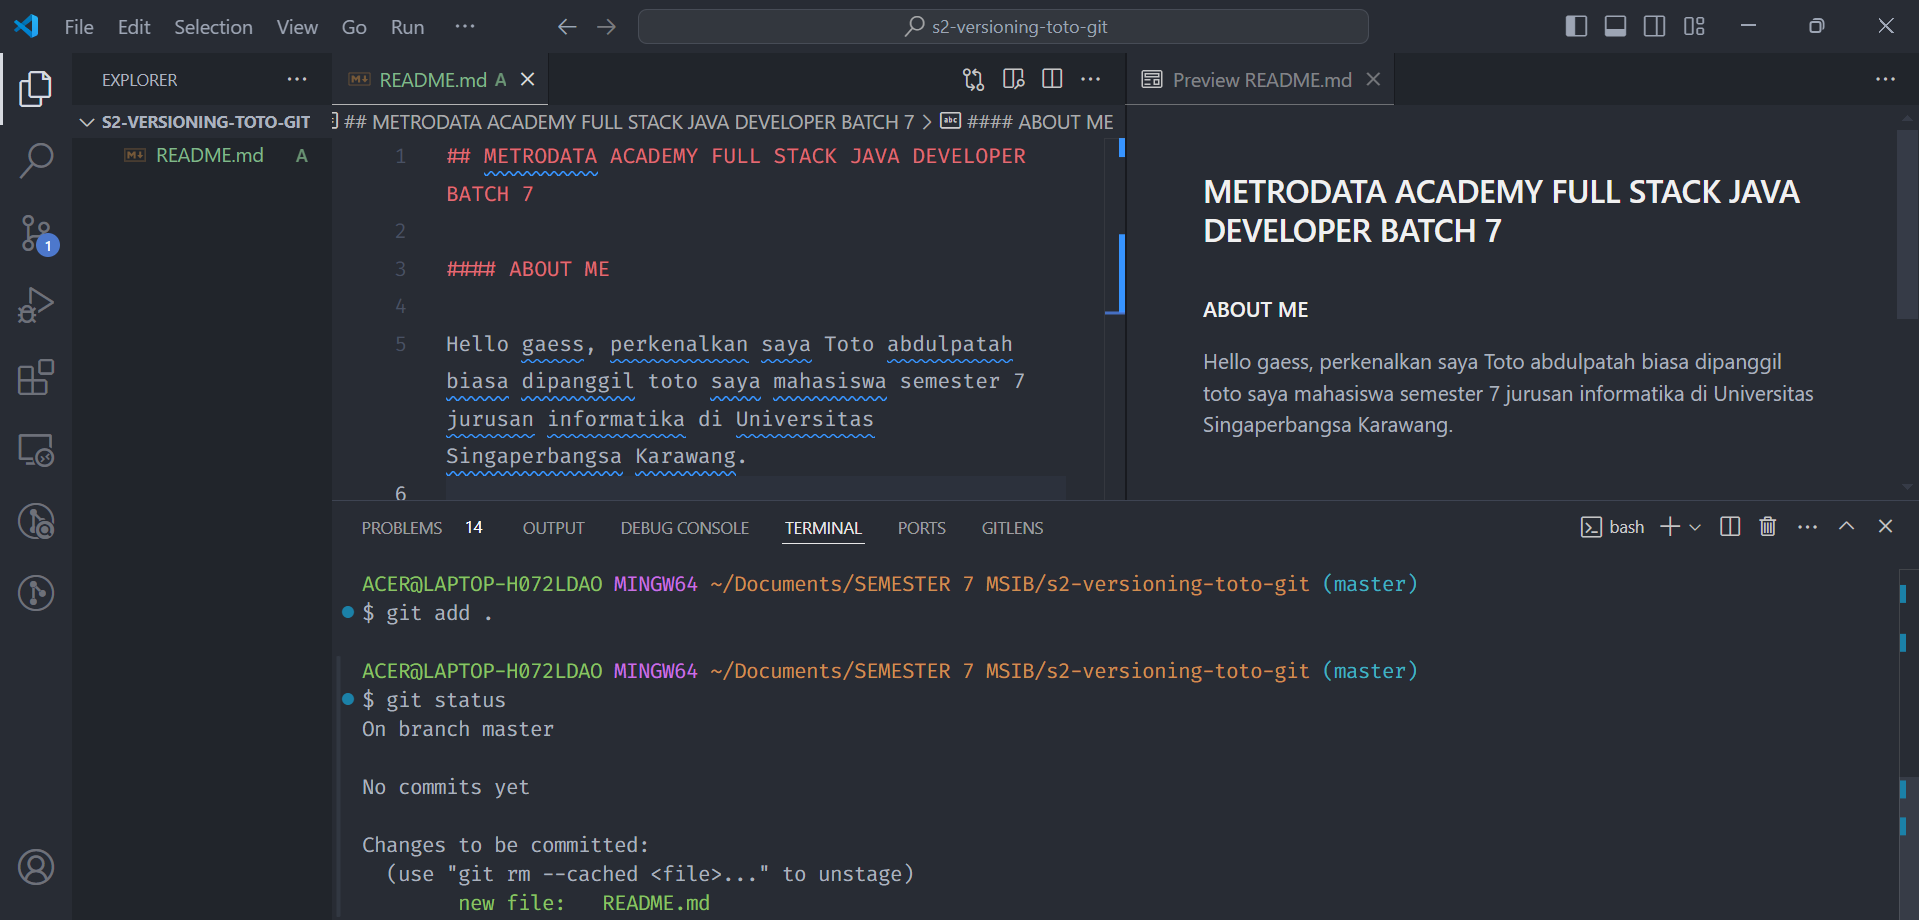 File Edit Selection View Go Run ···
s2-versioning-toto-git
EXPLORER ···
S2-VERSIONING-TOTO-GIT
README.md A
1
README.md A
## METRODATA ACADEMY FULL STACK JAVA DEVELOPER BATCH 7 > abc #### ABOUT ME
1 ## METRODATA ACADEMY FULL STACK JAVA DEVELOPER
BATCH 7
2
3 #### ABOUT ME
4
5 Hello gaess, perkenalkan saya Toto abdulpatah
biasa dipanggil toto saya mahasiswa semester 7
jurusan informatika di Universitas
Singaperbangsa Karawang.
6
Preview README.md
METRODATA ACADEMY FULL STACK JAVA
DEVELOPER BATCH 7
ABOUT ME
Hello gaess, perkenalkan saya Toto abdulpatah biasa dipanggil
toto saya mahasiswa semester 7 jurusan informatika di Universitas
Singaperbangsa Karawang.
PROBLEMS 14 OUTPUT DEBUG CONSOLE TERMINAL PORTS GITLENS
bash
ACER@LAPTOP-H072LDAO MINGW64 ~/Documents/SEMESTER 7 MSIB/s2-versioning-toto-git (master)
$ git add .
ACER@LAPTOP-H072LDAO MINGW64 ~/Documents/SEMESTER 7 MSIB/s2-versioning-toto-git (master)
$ git status
On branch master
No commits yet
Changes to be committed:
(use "git rm --cached <file>..." to unstage)
new file: README.md